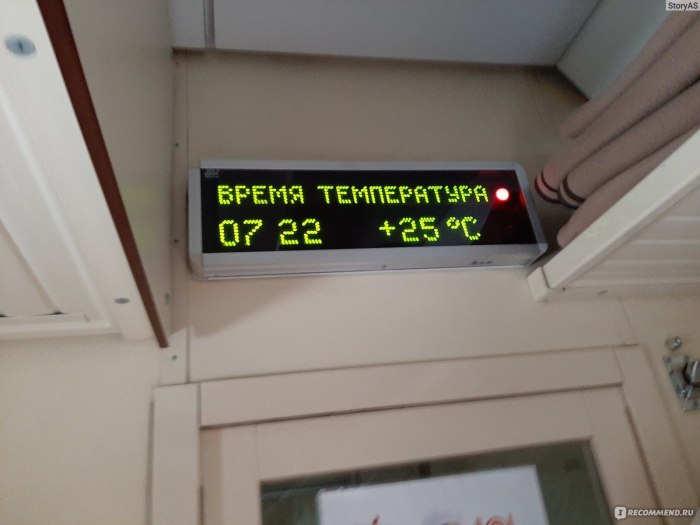 StoryAS
ВРЕМЯ ТЕМПЕРАТУРА
07 22 +25°C
I RECOMMEND.RU